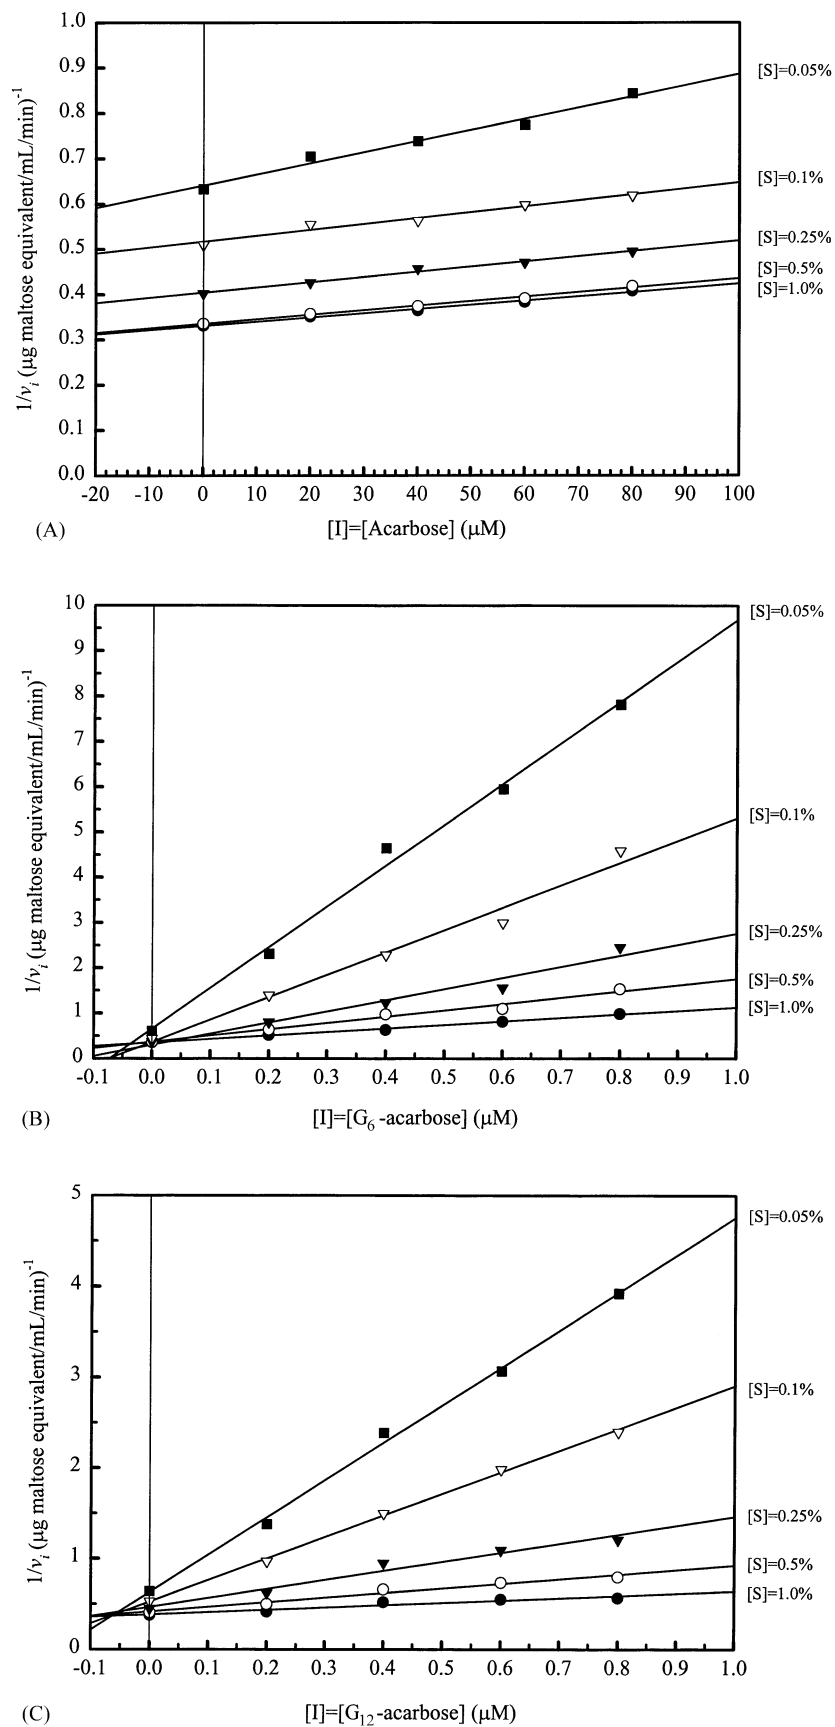 1.0
0.9
0.8
0.7
0.6
0.5
0.4
0.3
0.2
0.1
0.0
1/vᵢ (μg maltose equivalent/mL/min)⁻¹
[S]=0.05%
[S]=0.1%
[S]=0.25%
[S]=0.5%
[S]=1.0%
-20 -10 0 10 20 30 40 50 60 70 80 90 100
(A) [I]=[Acarbose] (μM)
10
9
8
7
6
5
4
3
2
1
0
1/vᵢ (μg maltose equivalent/mL/min)⁻¹
[S]=0.05%
[S]=0.1%
[S]=0.25%
[S]=0.5%
[S]=1.0%
-0.1 0.0 0.1 0.2 0.3 0.4 0.5 0.6 0.7 0.8 0.9 1.0
(B) [I]=[G₆-acarbose] (μM)
5
4
3
2
1
0
1/vᵢ (μg maltose equivalent/mL/min)⁻¹
[S]=0.05%
[S]=0.1%
[S]=0.25%
[S]=0.5%
[S]=1.0%
-0.1 0.0 0.1 0.2 0.3 0.4 0.5 0.6 0.7 0.8 0.9 1.0
(C) [I]=[G₁₂-acarbose] (μM)